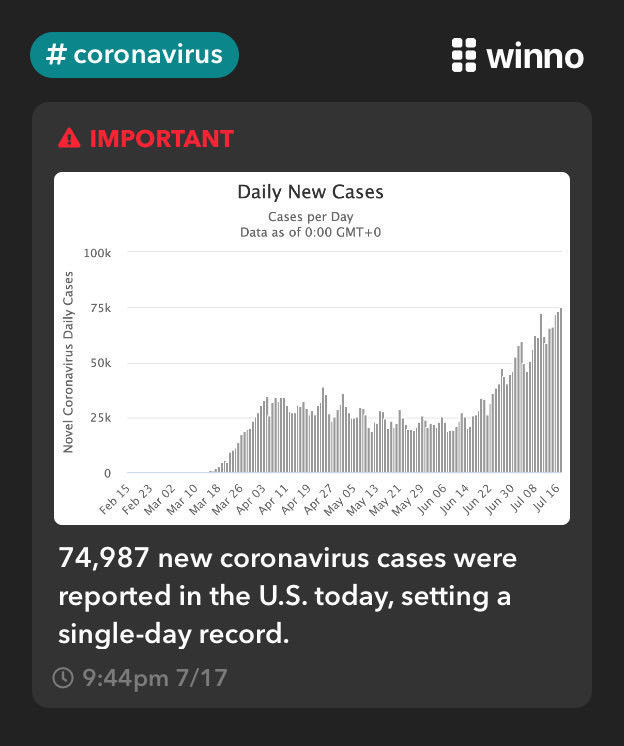 # coronavirus
winno
IMPORTANT
Daily New Cases
Cases per Day
Data as of 0:00 GMT+0
Novel Coronavirus Daily Cases
100k
75k
50k
25k
0
Feb 15
Feb 23
Mar 02
Mar 10
Mar 18
Mar 26
Apr 03
Apr 11
Apr 19
Apr 27
May 05
May 13
May 21
May 29
Jun 06
Jun 14
Jun 22
Jun 30
Jul 08
Jul 16
74,987 new coronavirus cases were
reported in the U.S. today, setting a
single-day record.
9:44pm 7/17